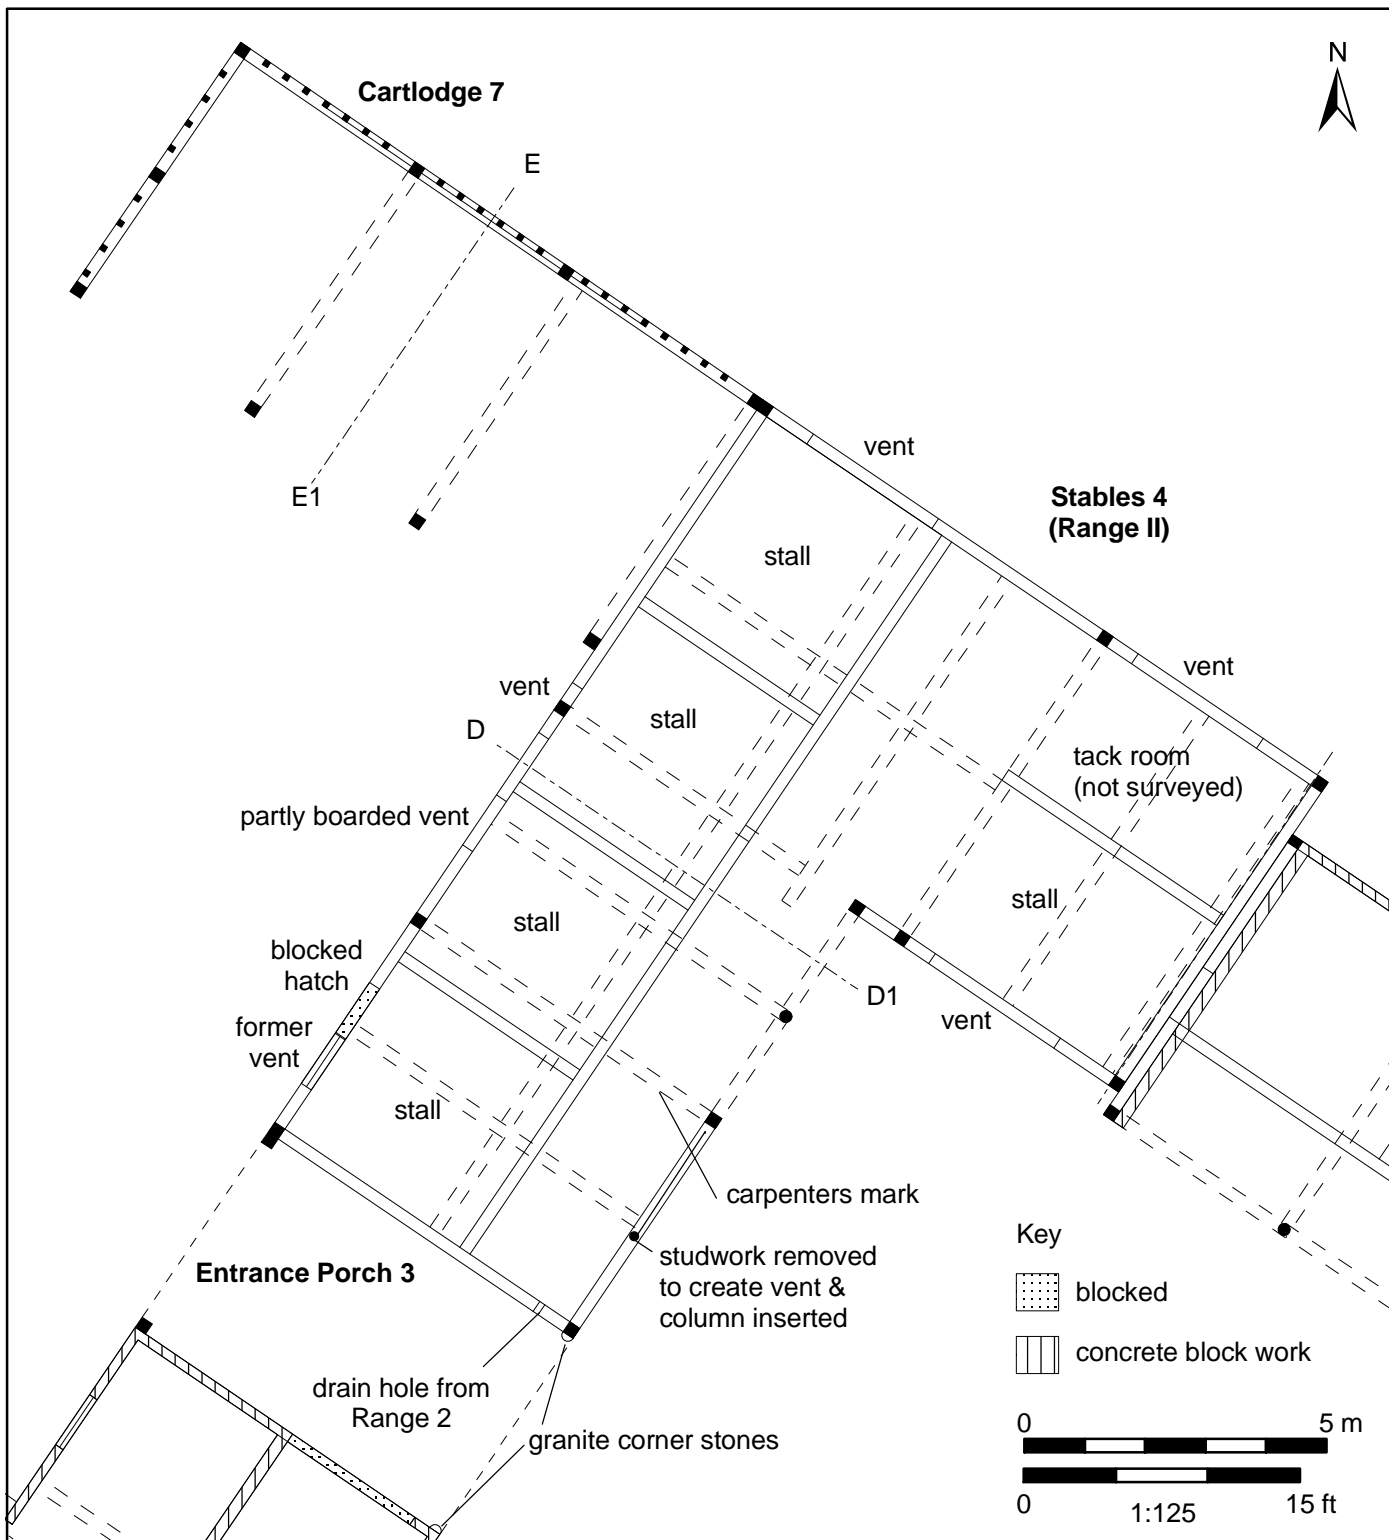 N
Cartlodge 7
E
E1
vent
Stables 4
(Range II)
stall
vent
vent
stall
D
tack room
(not surveyed)
partly boarded vent
stall
stall
blocked
hatch
D1
former
vent
vent
stall
carpenters mark
Key
studwork removed
to create vent &
column inserted
Entrance Porch 3
blocked
concrete block work
drain hole from
Range 2
granite corner stones
0 5 m
0 15 ft
1:125